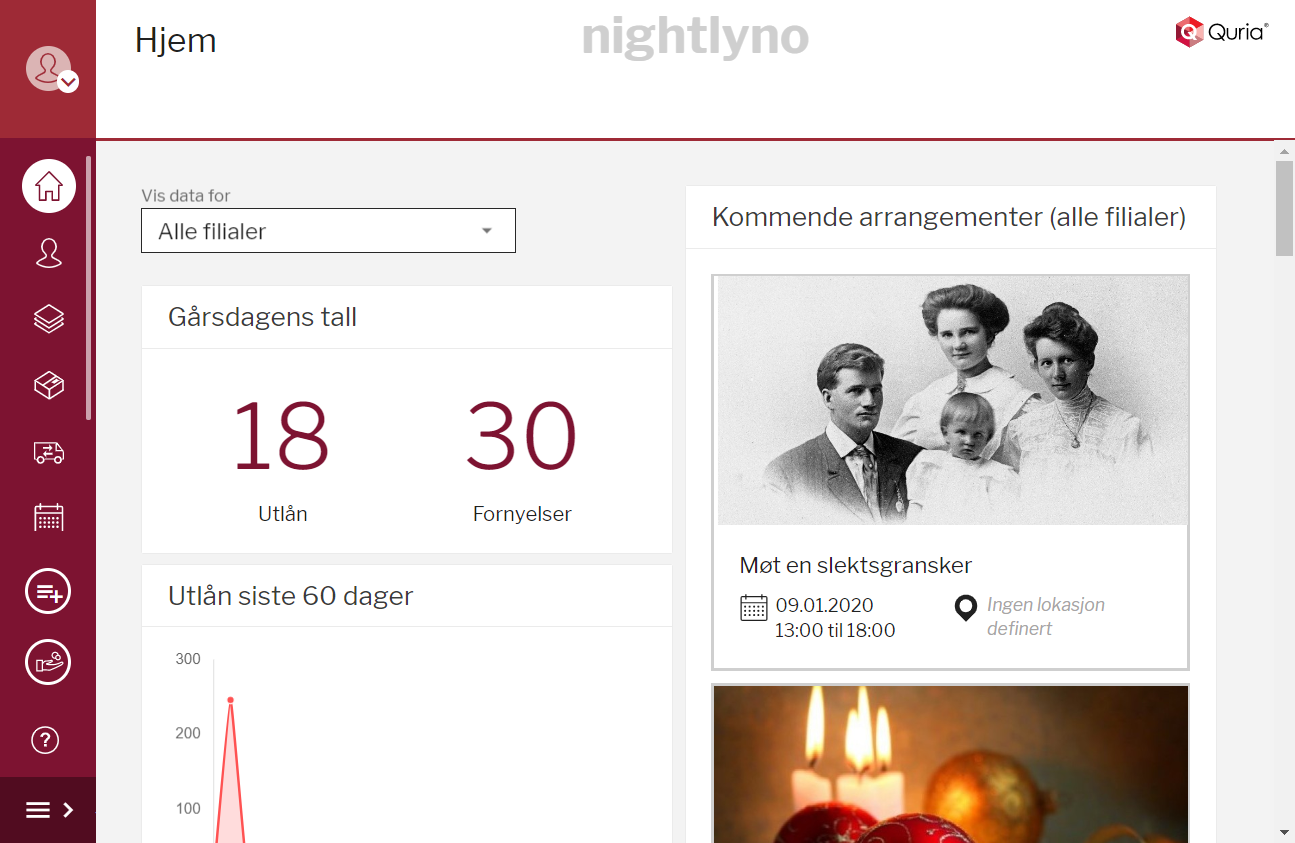 Hjem
nightlyno
Quria®
Vis data for
Alle filialer
Gårsdagens tall
18
30
Utlån
Fornyelser
Utlån siste 60 dager
300
200
100
Kommende arrangementer (alle filialer)
Møt en slektsgransker
09.01.2020
13:00 til 18:00
Ingen lokasjon
definert